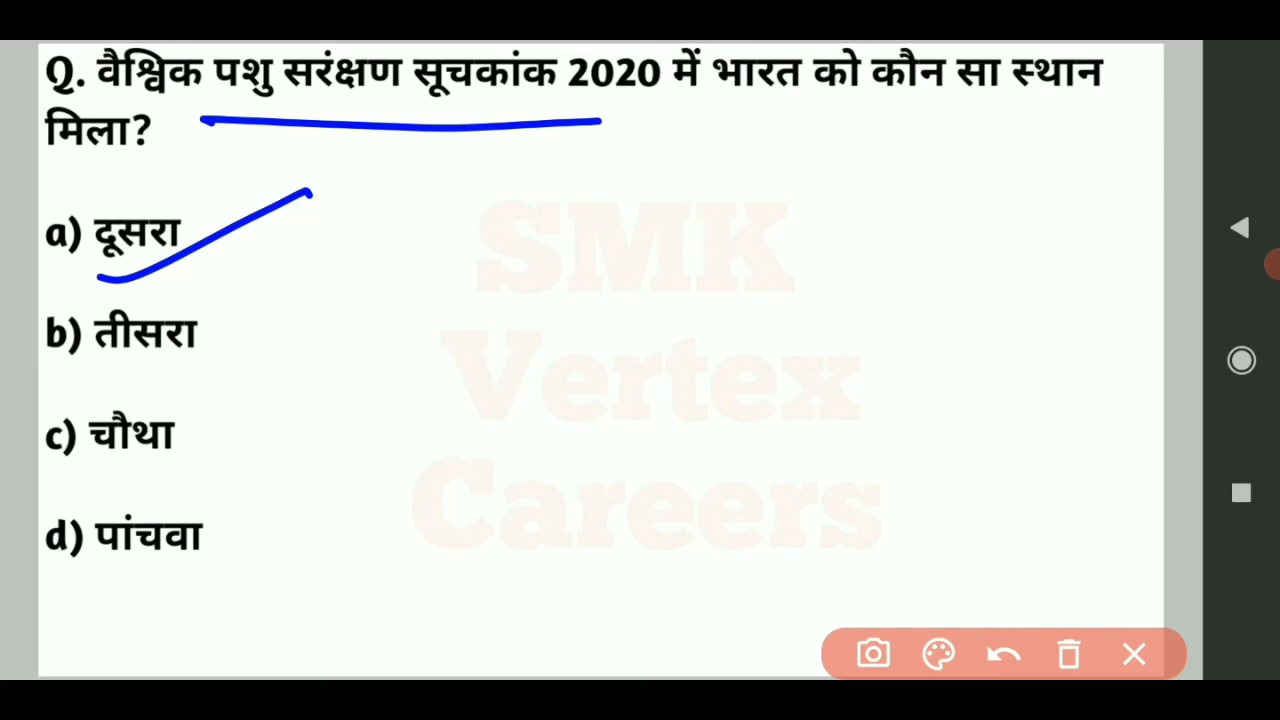 Q. वैश्विक पशु सरंक्षण सूचकांक 2020 में भारत को कौन सा स्थान
मिला?
a) दूसरा
b) तीसरा
c) चौथा
d) पांचवा
SMK
Vertex
Careers